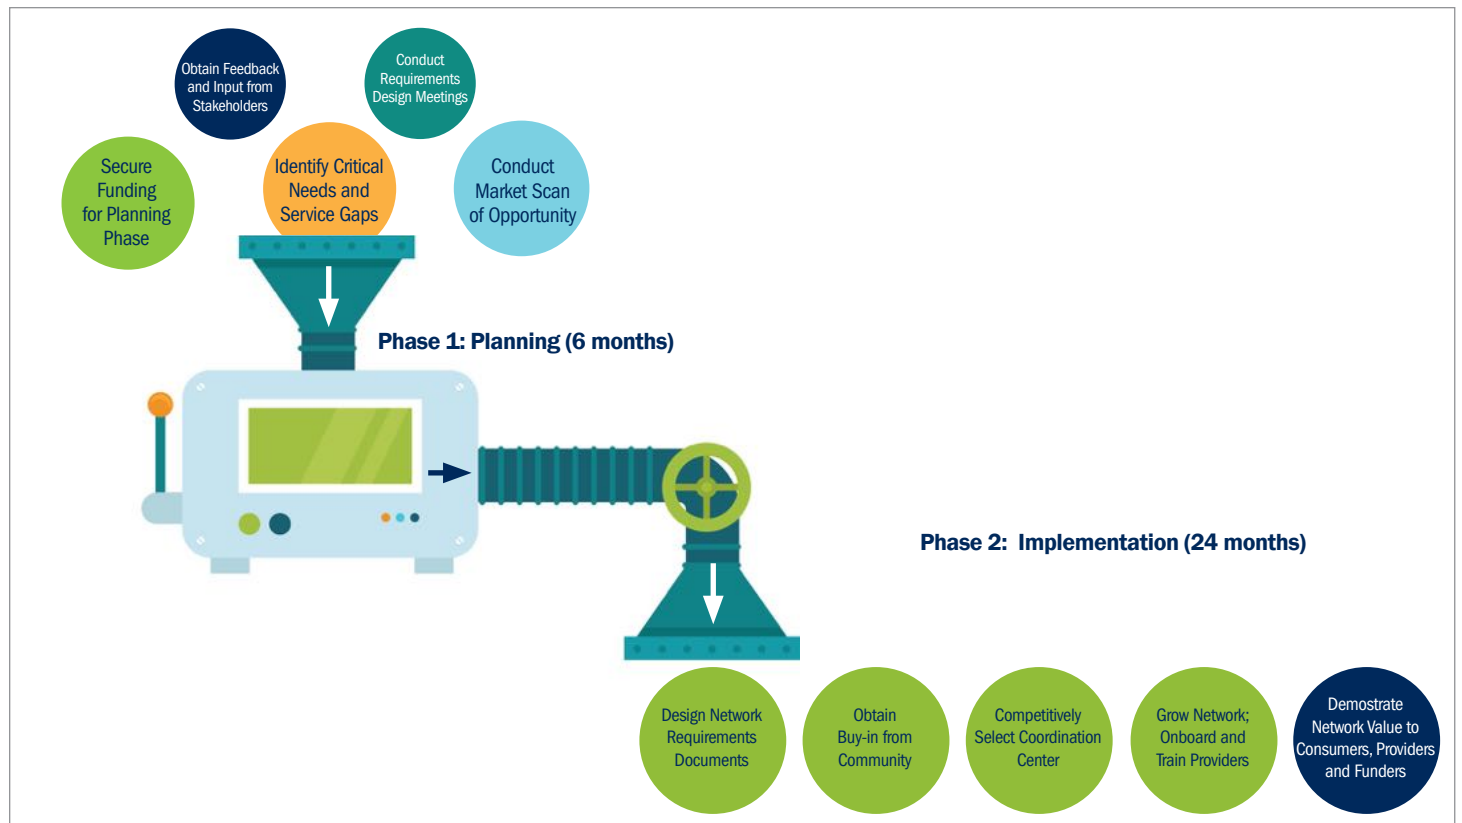 Obtain Feedback
and Input from
Stakeholders
Conduct
Requirements
Design Meetings
Secure
Funding
for Planning
Phase
Identify Critical
Needs and
Service Gaps
Conduct
Market Scan
of Opportunity
Phase 1: Planning (6 months)
Phase 2: Implementation (24 months)
Design Network
Requirements
Documents
Obtain
Buy-in from
Community
Competitively
Select Coordination
Center
Grow Network;
Onboard and
Train Providers
Demostrate
Network Value to
Consumers, Providers
and Funders